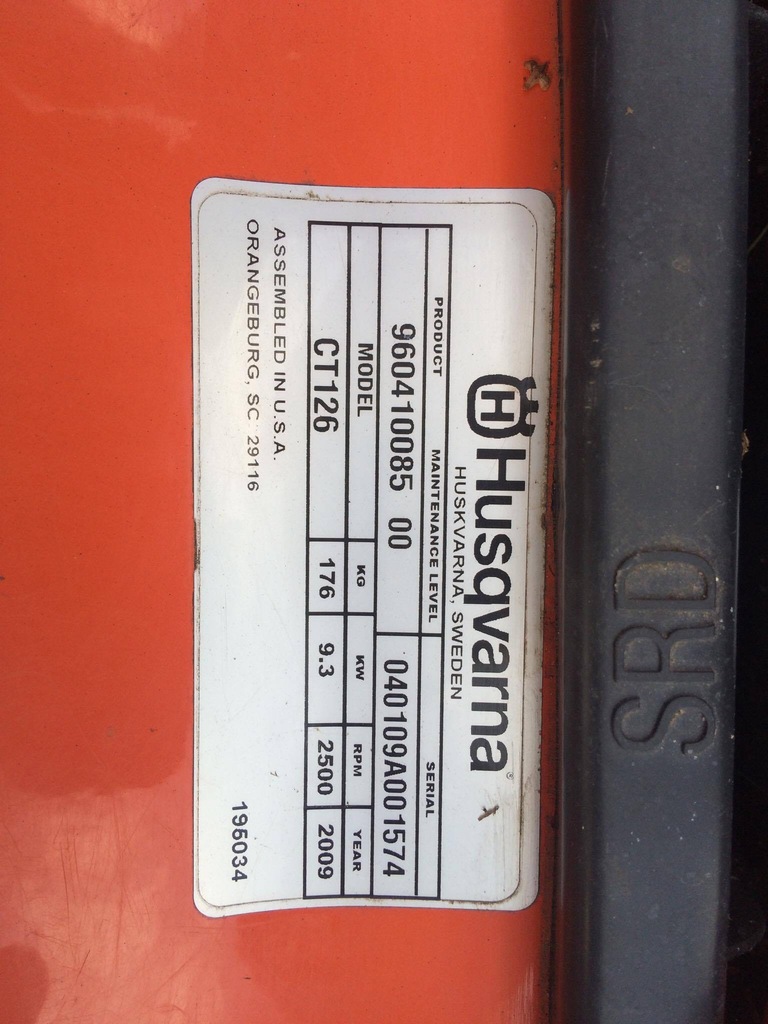 Husqvarna®
HUSKVARNA, SWEDEN
PRODUCT MAINTENANCE LEVEL SERIAL
960410085 00 040109A001574
MODEL KG KW RPM YEAR
CT126 176 9.3 2500 2009
ASSEMBLED IN U.S.A.
ORANGEBURG, SC 29116
195034
SRD